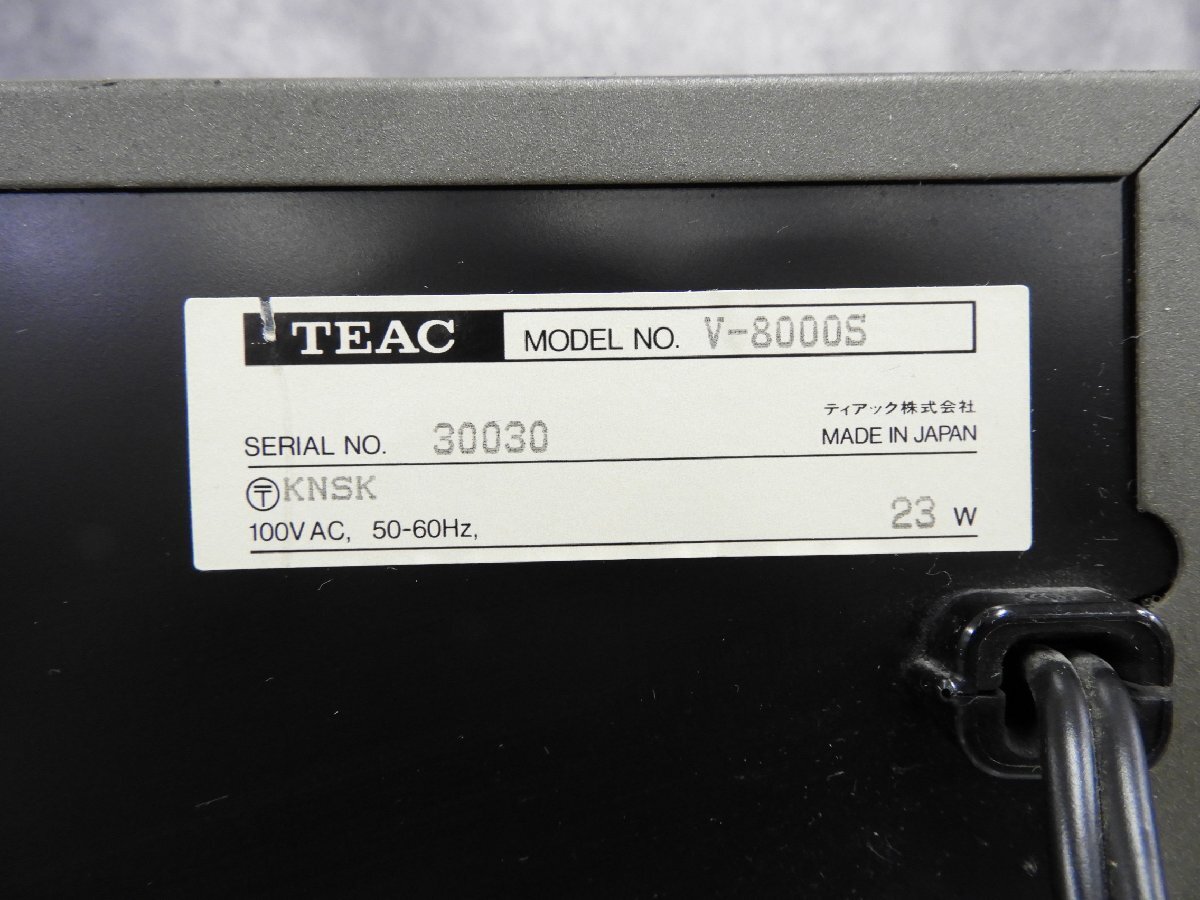 TEAC MODEL NO. V-8000S
ティアック株式会社
SERIAL NO. 30030 MADE IN JAPAN
〶KNSK
100V AC, 50-60Hz, 23 W